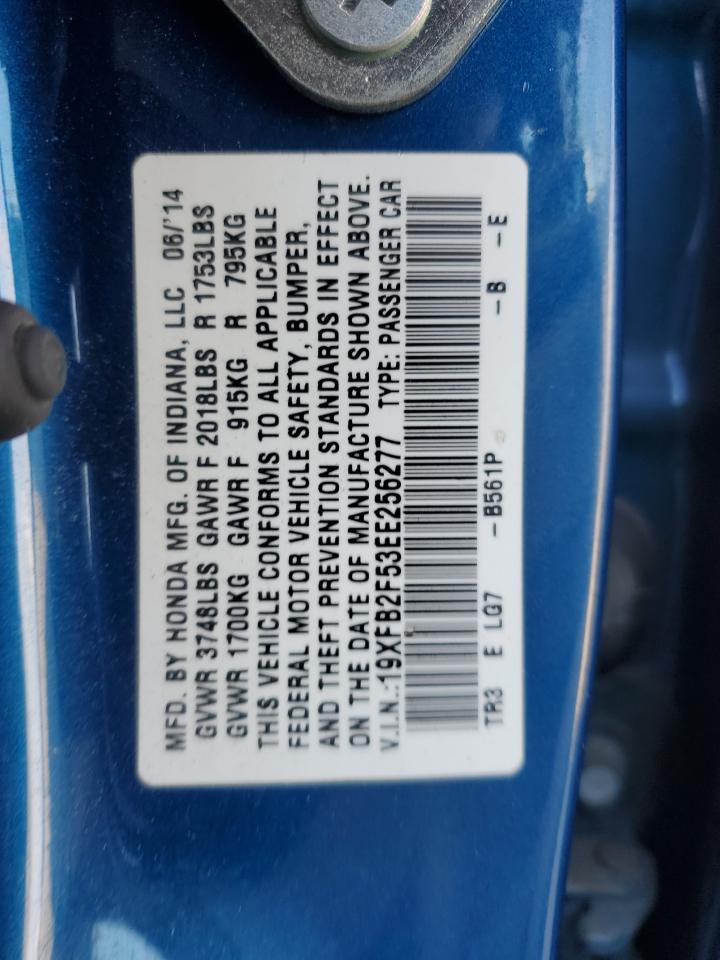 MFD. BY HONDA MFG. OF INDIANA, LLC 06/'14
GVWR 3748LBS GAWR F 2018LBS R 1753LBS
GVWR 1700KG GAWR F 915KG R 795KG
THIS VEHICLE CONFORMS TO ALL APPLICABLE
FEDERAL MOTOR VEHICLE SAFETY, BUMPER,
AND THEFT PREVENTION STANDARDS IN EFFECT
ON THE DATE OF MANUFACTURE SHOWN ABOVE.
V.I.N.:19XFB2F53EE256277 TYPE: PASSENGER CAR
TR3 E LG7 -B561P -B -E